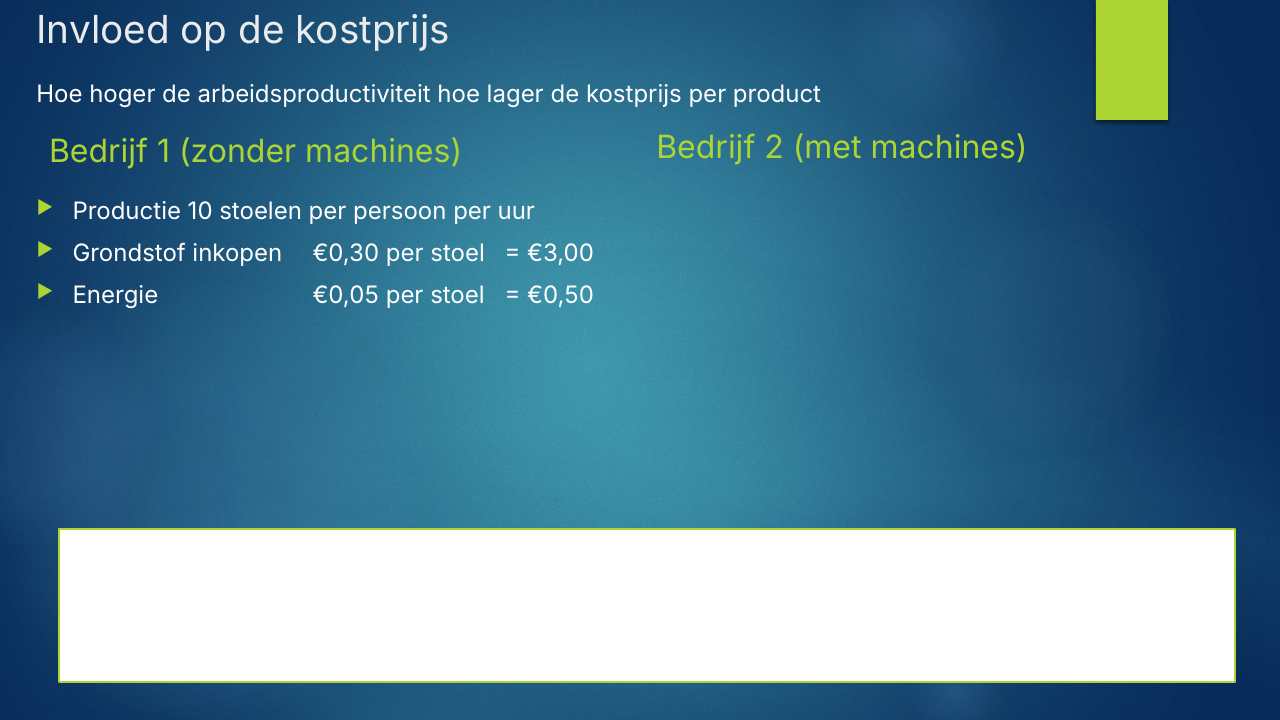 Invloed op de kostprijs
Hoe hoger de arbeidsproductiviteit hoe lager de kostprijs per product
Bedrijf 1 (zonder machines)
Productie 10 stoelen per persoon per uur
Grondstof inkopen €0,30 per stoel = €3,00
Energie €0,05 per stoel = €0,50
Bedrijf 2 (met machines)